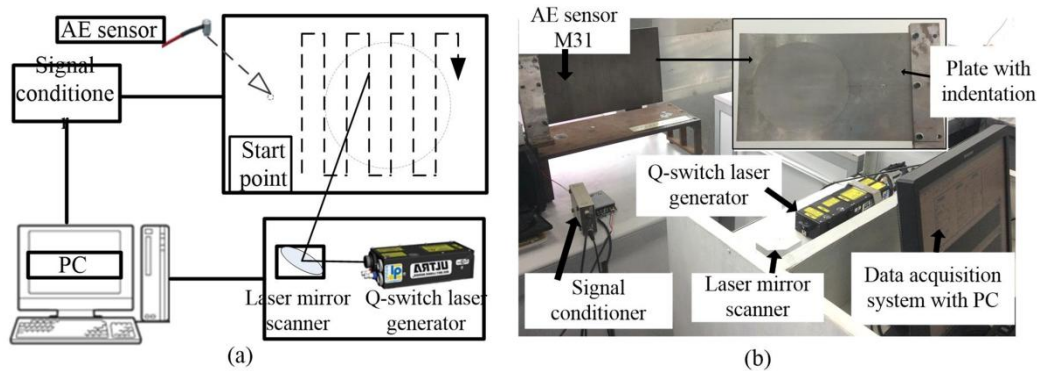 (a)
AE sensor
Signal
conditione
r
Start
point
PC
Laser mirror
scanner
ULTRA
Q-switch laser
generator
(a)
AE sensor
M31
Plate with
indentation
Q-switch laser
generator
Signal
conditioner
Laser mirror
scanner
Data acquisition
system with PC
(b)